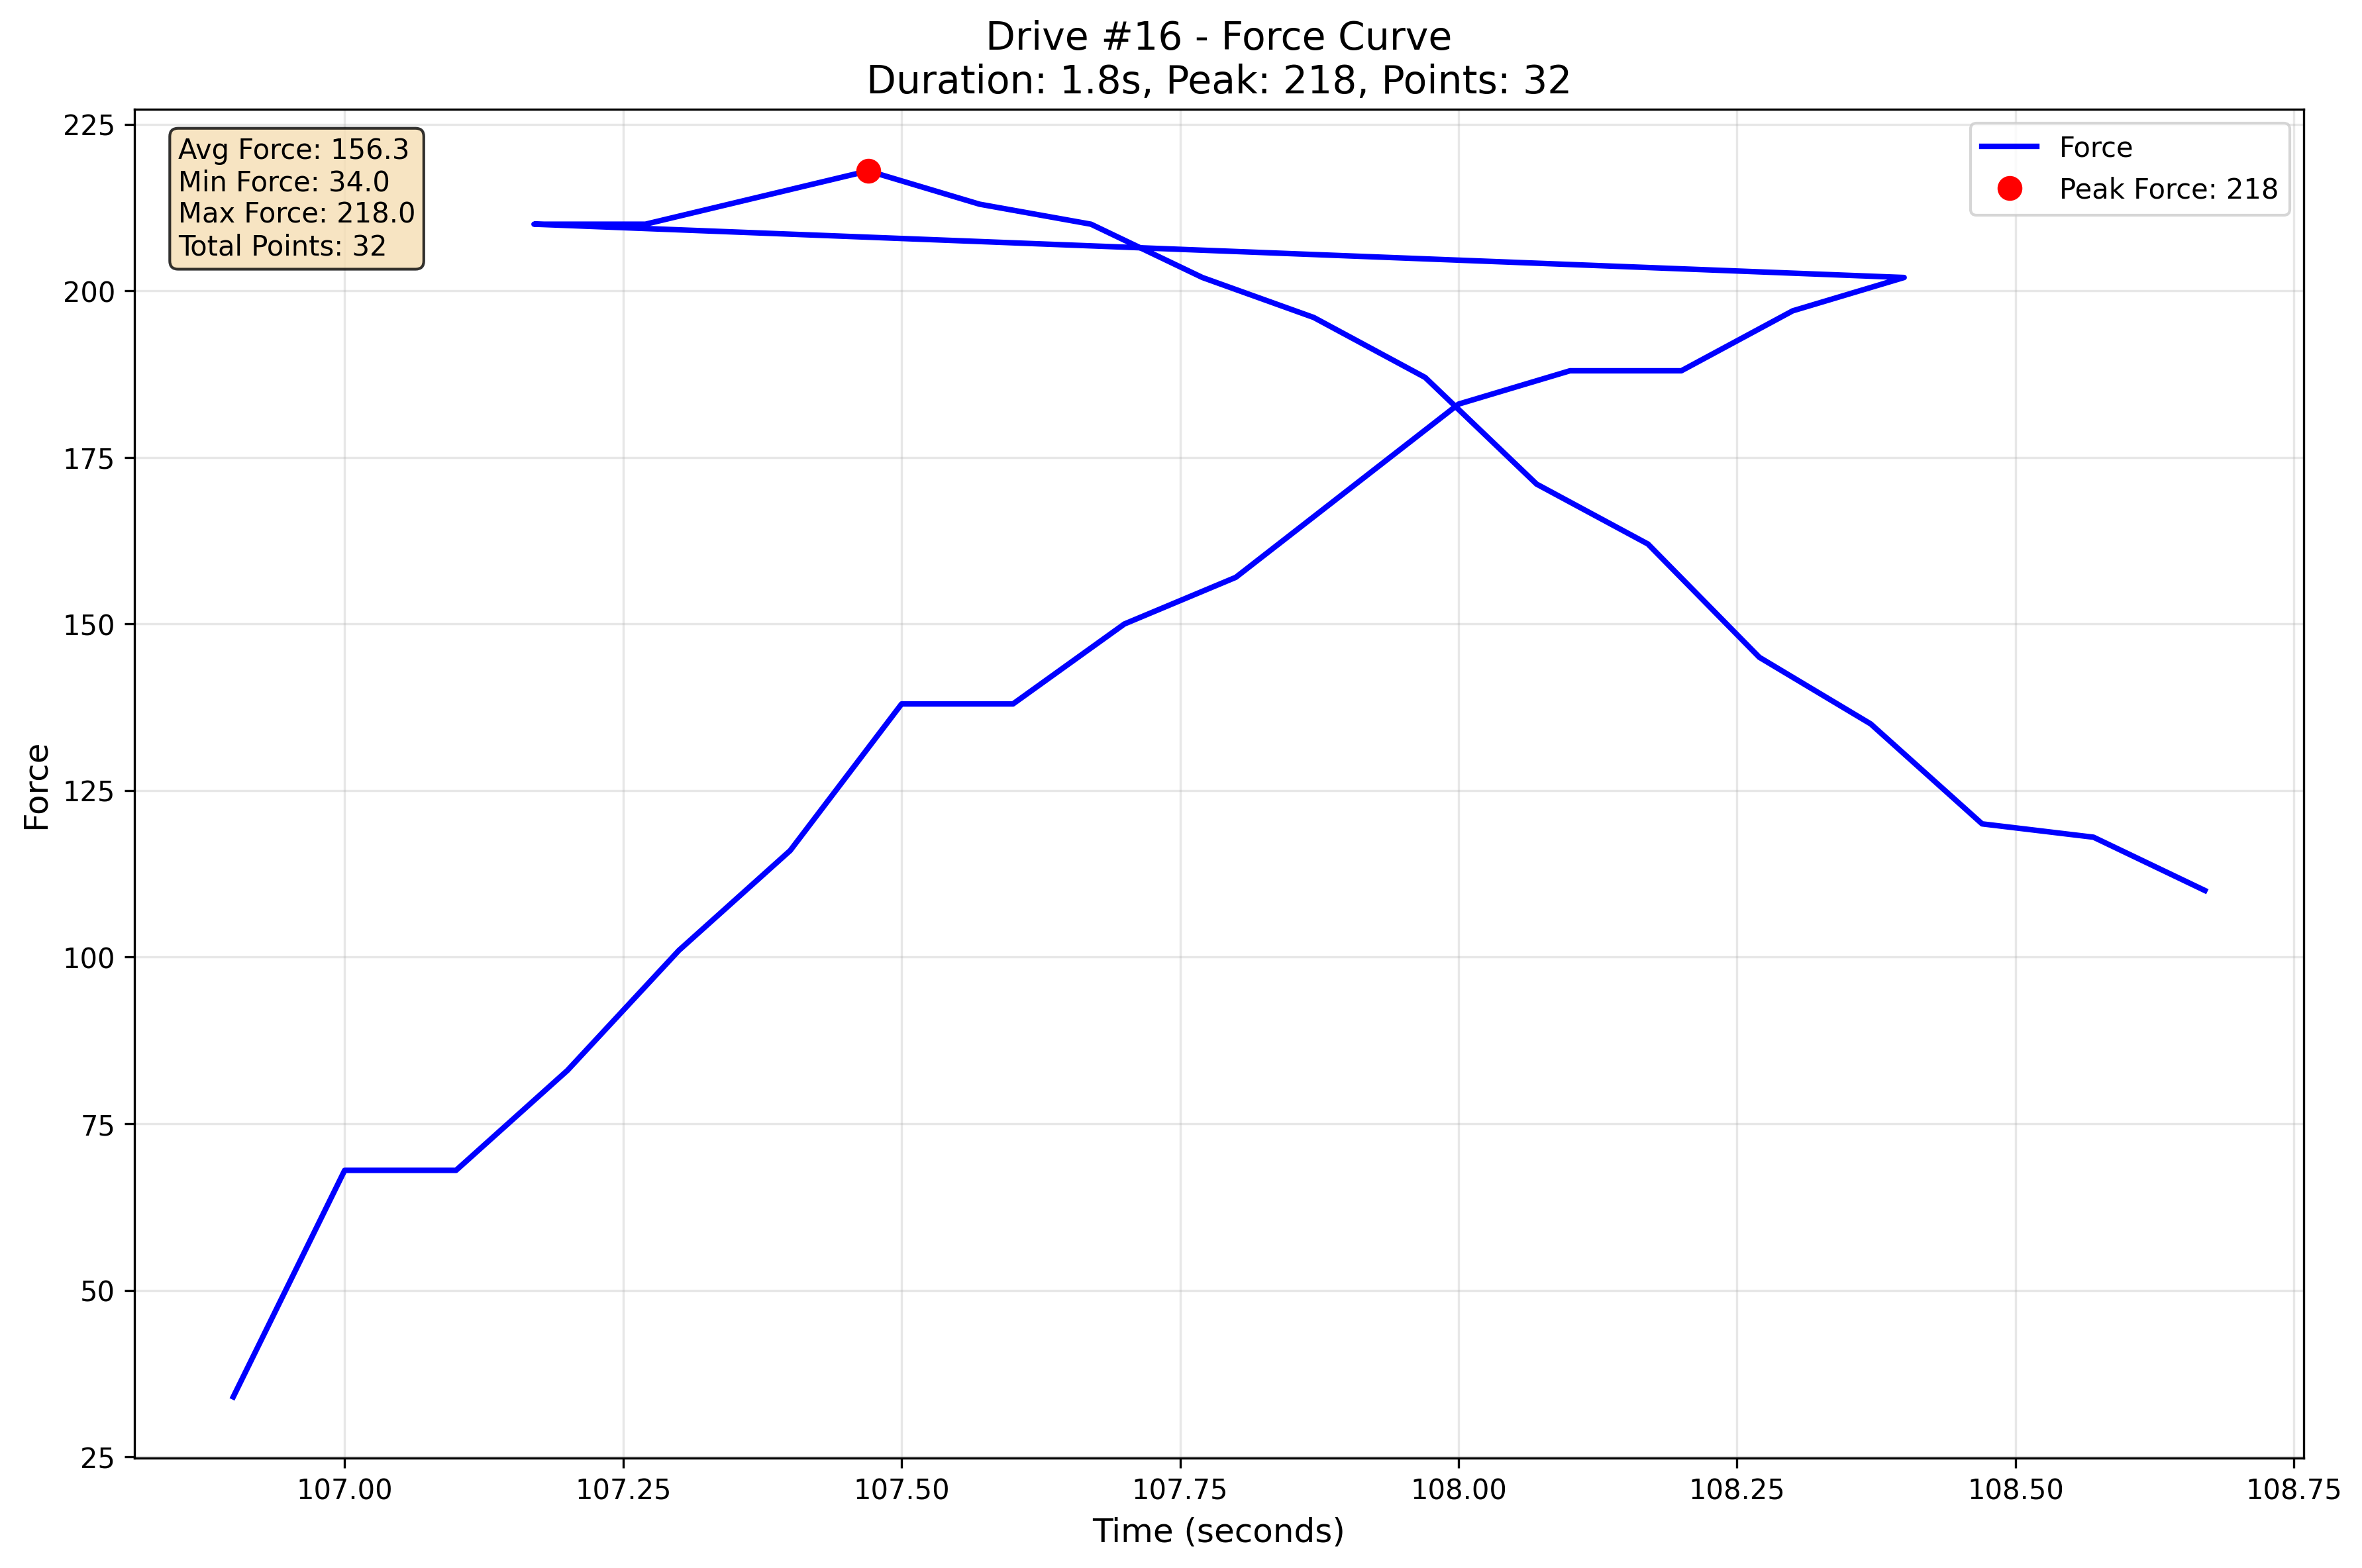 Drive #16 - Force Curve
Duration: 1.8s, Peak: 218, Points: 32
225
200
175
150
125
100
75
50
25
Force
Avg Force: 156.3
Min Force: 34.0
Max Force: 218.0
Total Points: 32
Force
Peak Force: 218
107.00
107.25
107.50
107.75
108.00
108.25
108.50
108.75
Time (seconds)